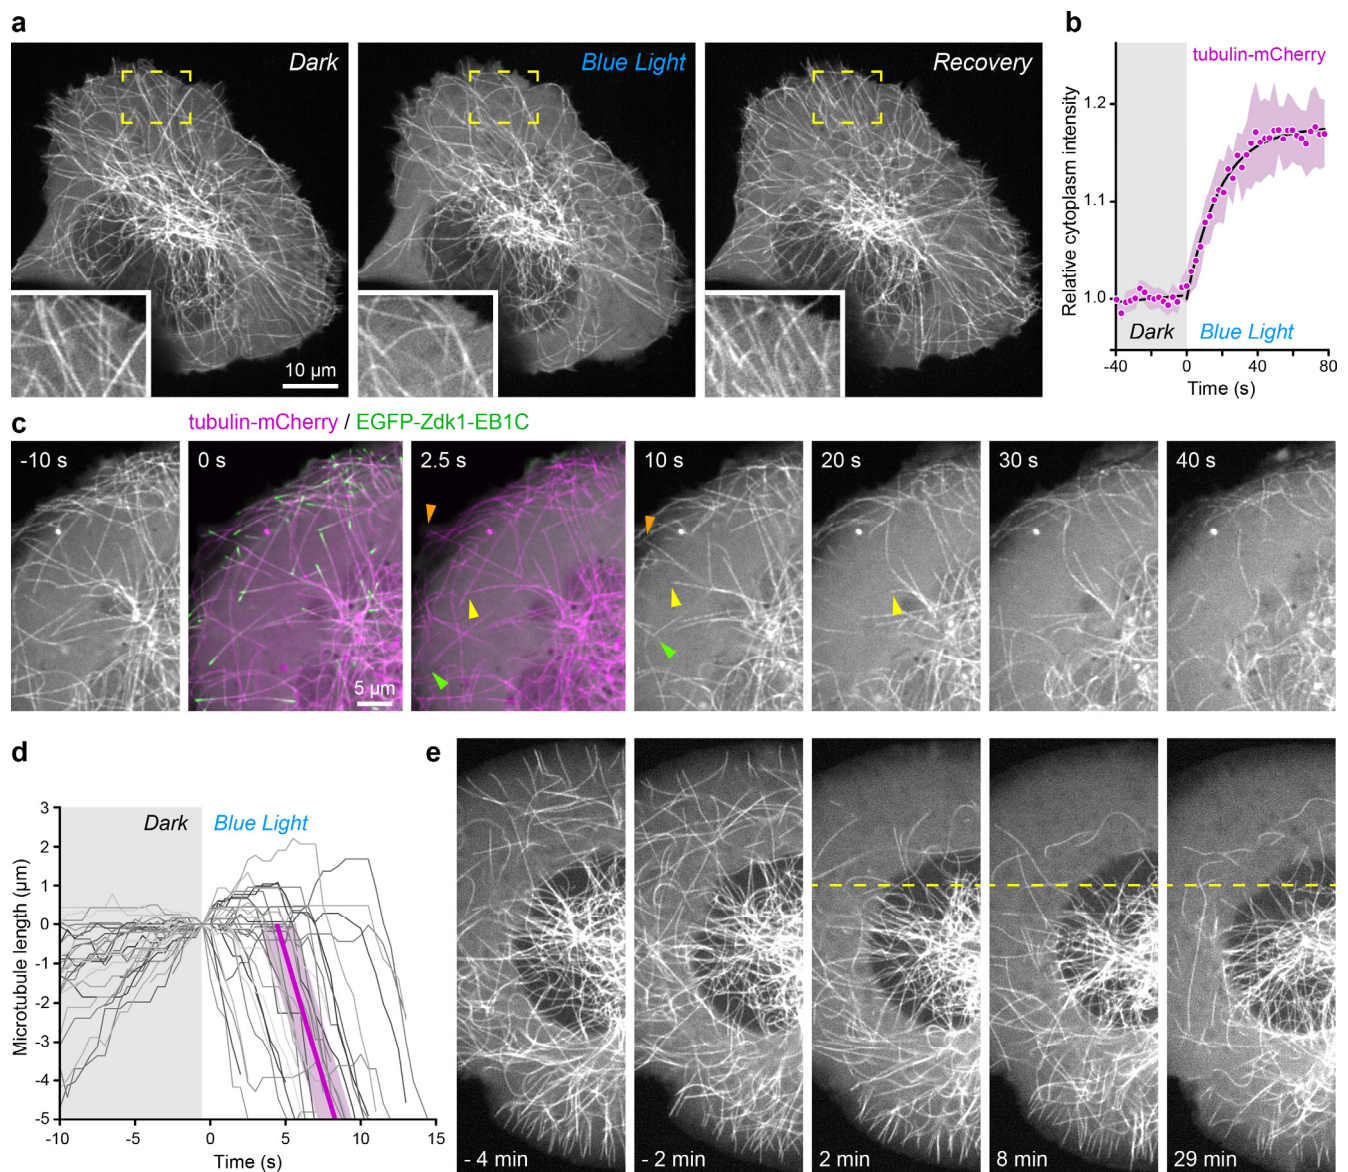 a
Dark
Blue Light
Recovery
10 µm
b
tubulin-mCherry
Relative cytoplasm intensity
1.2
1.1
1.0
Dark
Blue Light
-40
0
40
80
Time (s)
c
tubulin-mCherry / EGFP-Zdk1-EB1C
-10 s
0 s
2.5 s
10 s
20 s
30 s
40 s
5 µm
d
Dark
Blue Light
Microtubule length (µm)
3
2
1
0
-1
-2
-3
-4
-5
-10
-5
0
5
10
15
Time (s)
e
- 4 min
- 2 min
2 min
8 min
29 min